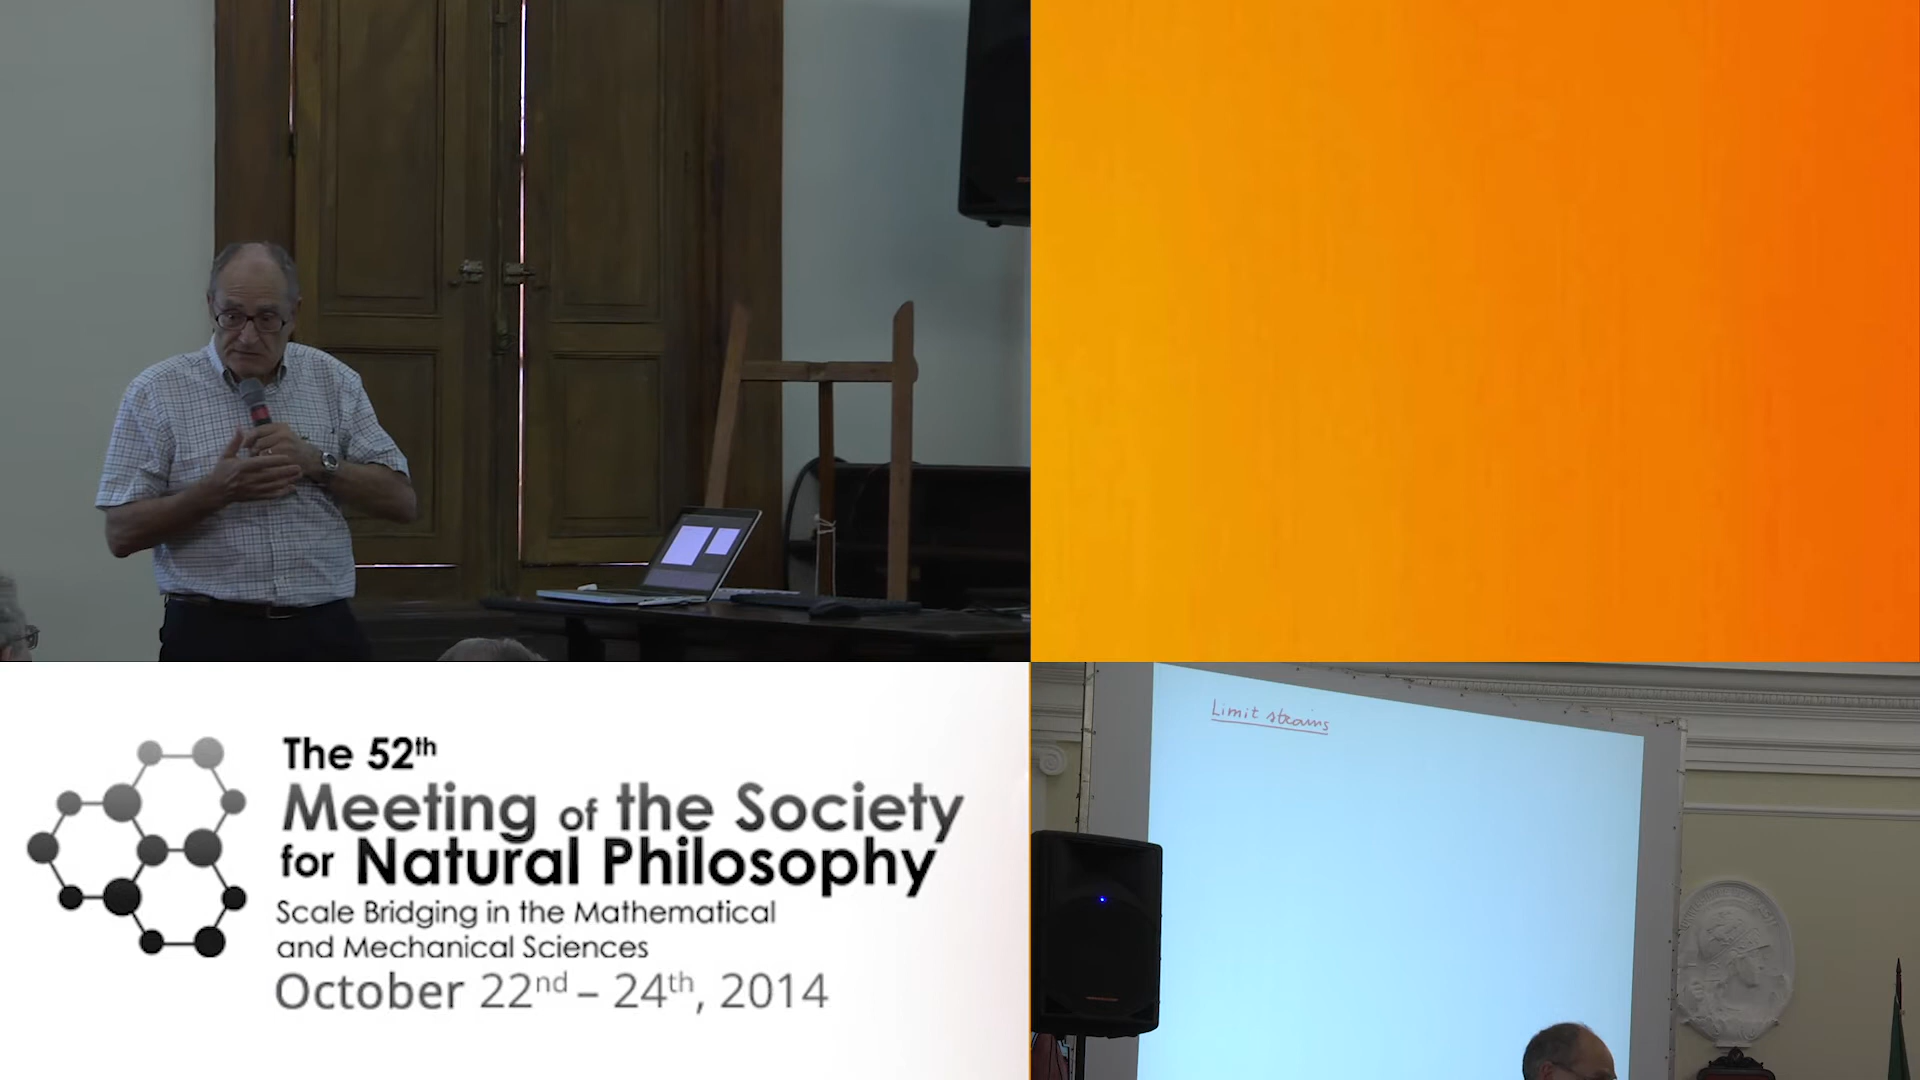 The 52th
Meeting of the Society
for Natural Philosophy
Scale Bridging in the Mathematical
and Mechanical Sciences
October 22nd – 24th, 2014
Limit strains